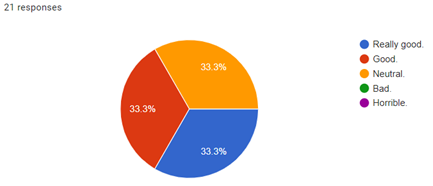 21 responses
33.3%
33.3%
33.3%
Really good.
Good.
Neutral.
Bad.
Horrible.